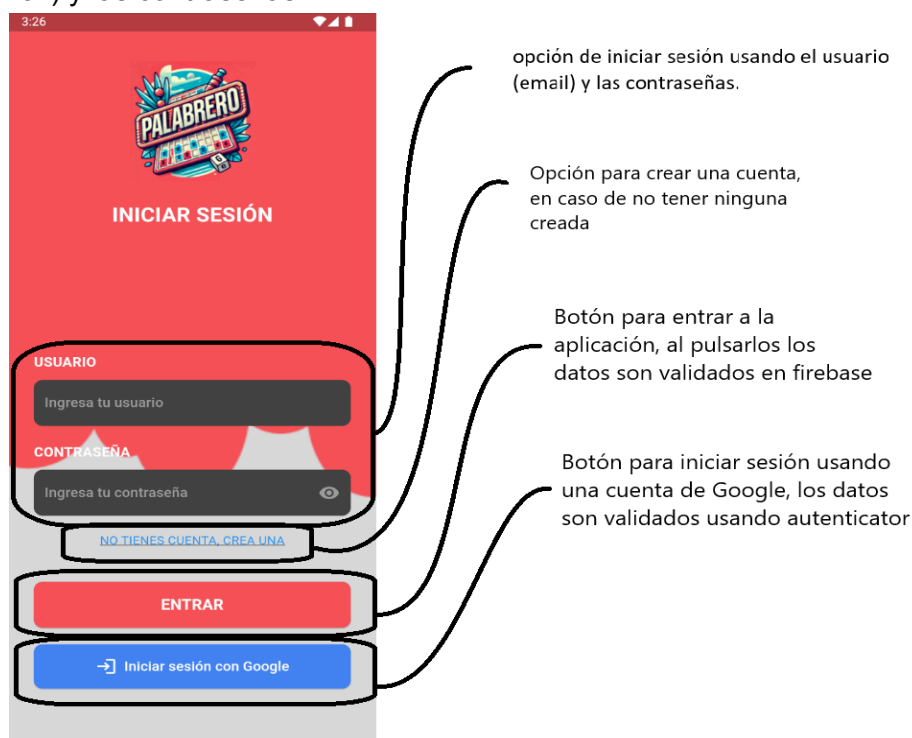 3:26
PALABRERO
INICIAR SESIÓN
USUARIO
Ingresa tu usuario
CONTRASEÑA
Ingresa tu contraseña
NO TIENES CUENTA, CREA UNA
ENTRAR
Iniciar sesión con Google
opción de iniciar sesión usando el usuario
(email) y las contraseñas.
Opción para crear una cuenta,
en caso de no tener ninguna
creada
Botón para entrar a la
aplicación, al pulsarlos los
datos son validados en firebase
Botón para iniciar sesión usando
una cuenta de Google, los datos
son validados usando autenticator